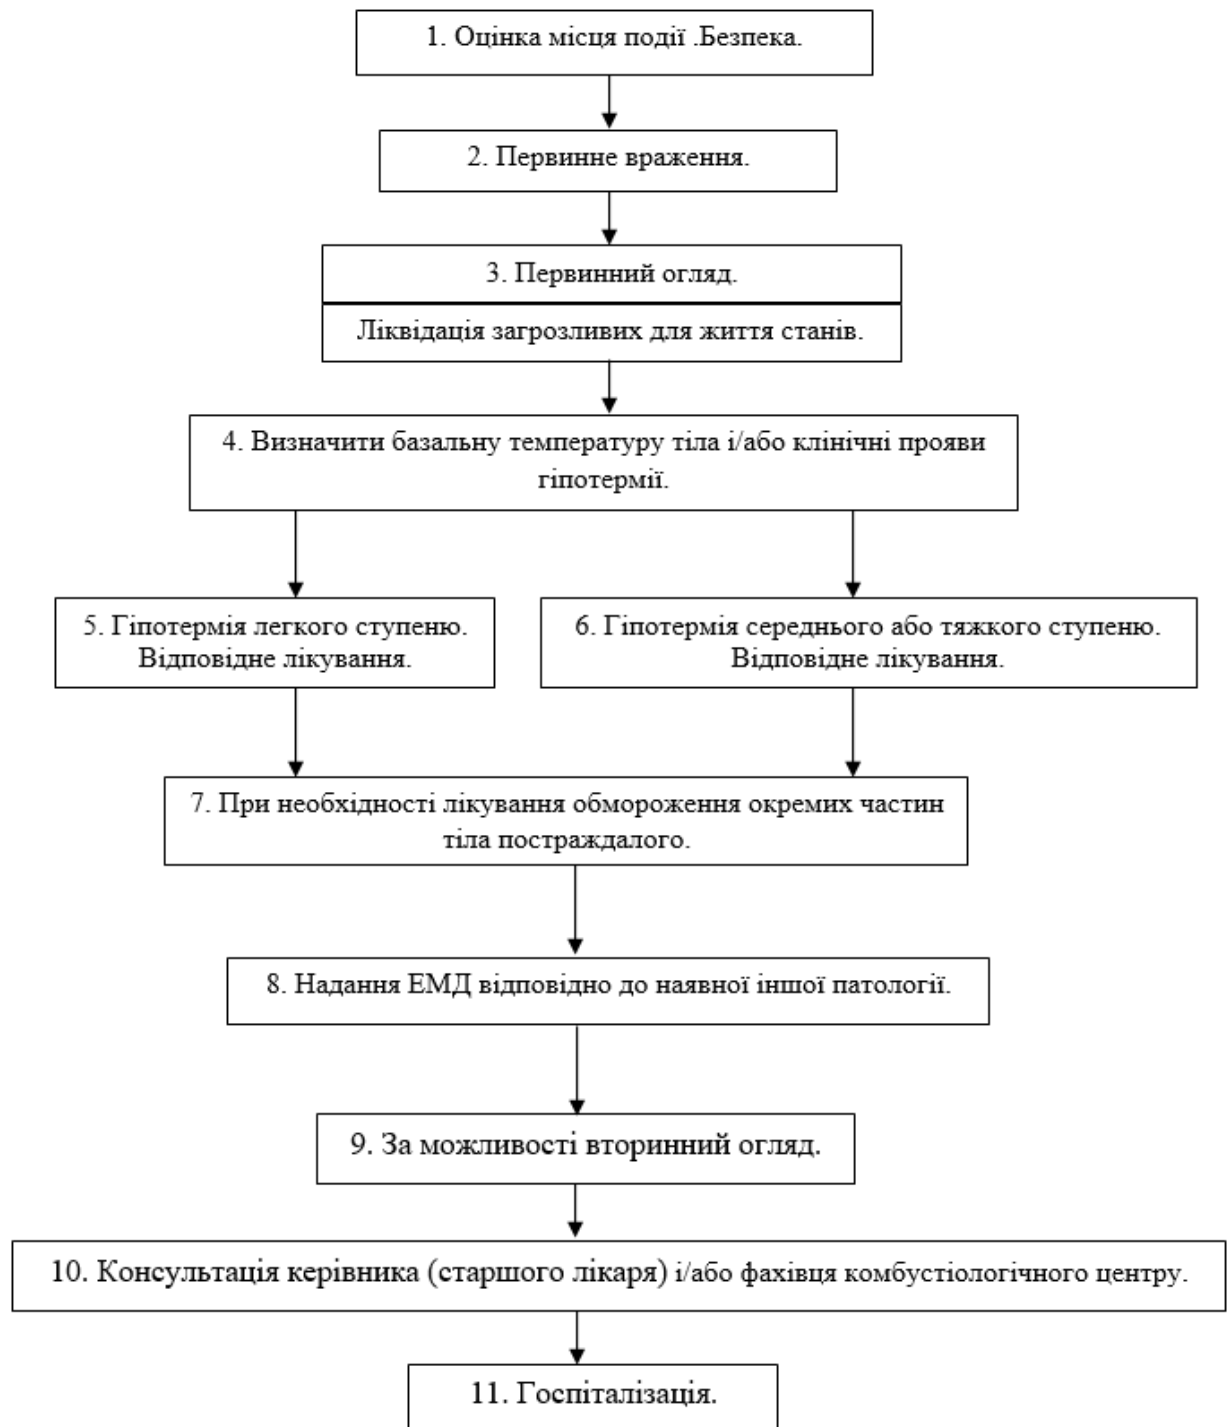 1. Оцінка місця події .Безпека.
2. Первинне враження.
3. Первинний огляд.
Ліквідація загрозливих для життя станів.
4. Визначити базальну температуру тіла і/або клінічні прояви
гіпотермії.
5. Гіпотермія легкого ступеню.
Відповідне лікування.
6. Гіпотермія середнього або тяжкого ступеню.
Відповідне лікування.
7. При необхідності лікування обмороження окремих частин
тіла постраждалого.
8. Надання ЕМД відповідно до наявної іншої патології.
9. За можливості вторинний огляд.
10. Консультація керівника (старшого лікаря) і/або фахівця комбустіологічного центру.
11. Госпіталізація.